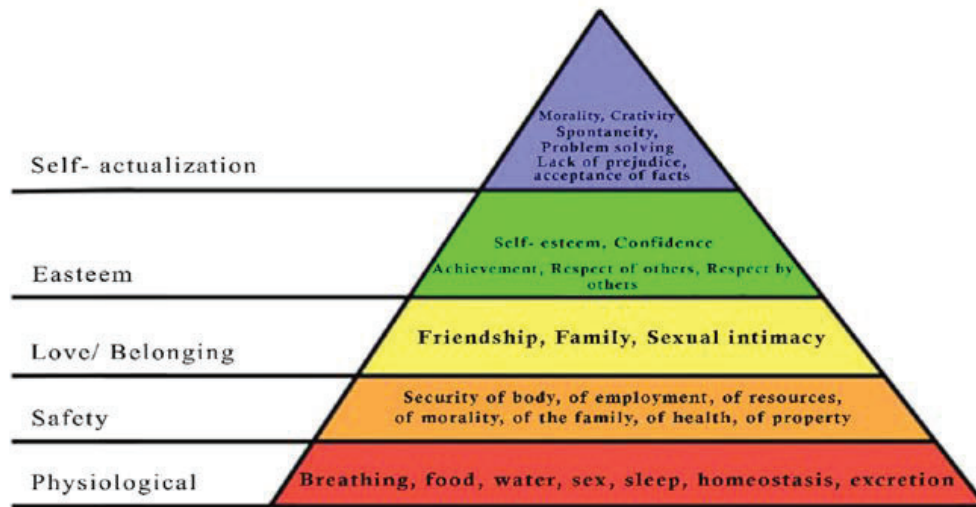 Morality, Crativity
Spontaneity,
Problem solving
Lack of prejudice,
acceptance of facts
Self- actualization
Self- esteem, Confidence
Achievement, Respect of others, Respect by
others
Easteem
Friendship, Family, Sexual intimacy
Love/ Belonging
Security of body, of employment, of resources,
of morality, of the family, of health, of property
Safety
Breathing, food, water, sex, sleep, homeostasis, excretion
Physiological